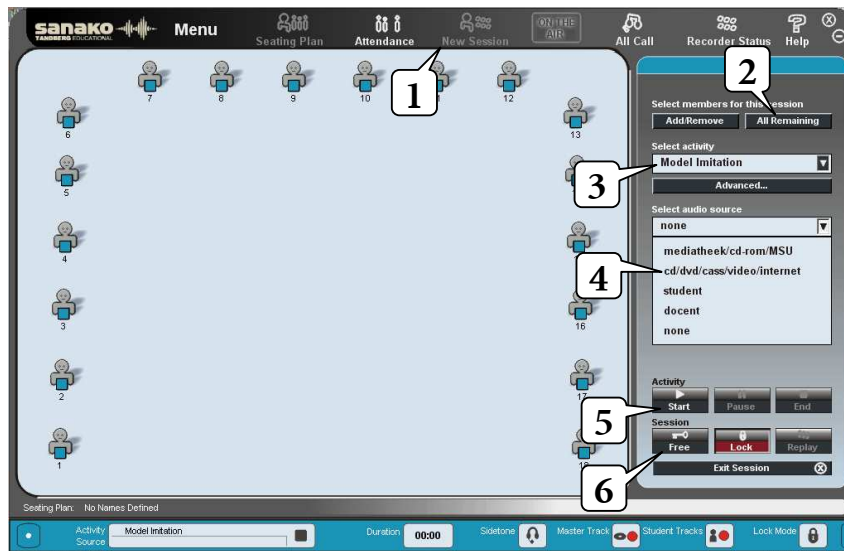 sanako
TANDBERG EDUCATIONAL
Menu
Seating Plan
Attendance
New Session
ON THE
AIR
All Call
Recorder Status
Help
1
2
3
4
5
6
7
8
9
10
12
6
13
5
4
3
16
2
17
1
18
Select members for this session
Add/Remove
All Remaining
Select activity
Model Imitation
Advanced...
Select audio source
none
mediatheek/cd-rom/MSU
cd/dvd/cass/video/internet
student
docent
none
Activity
Start
Pause
End
Session
Free
Lock
Replay
Exit Session
Seating Plan: No Names Defined
Activity
Model Imitation
Source
Duration
00:00
Sidetone
Master Track
Student Tracks
Lock Mode